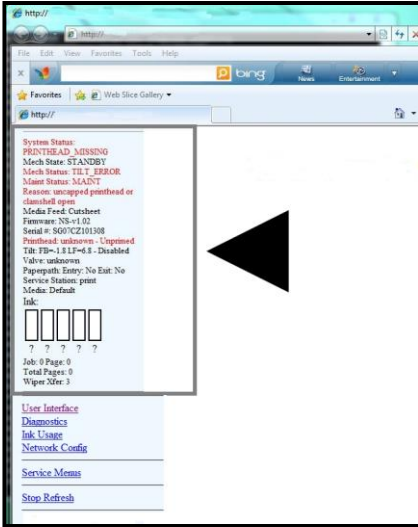 http://
http://
File Edit View Favorites Tools Help
x bing News Entertainment
Favorites Web Slice Gallery
http://
System Status:
PRINTHEAD_MISSING
Mech State: STANDBY
Mech Status: TILT_ERROR
Maint Status: MAINT
Reason: uncapped printhead or
clamshell open
Media Feed: Cutsheet
Firmware: NS-v1.02
Serial #: SG07CZ101308
Printhead: unknown - Unprimed
Tilt: FB=-1.8 LF=6.8 - Disabled
Valve: unknown
Paperpath: Entry: No Exit: No
Service Station: print
Media: Default
Ink:
? ? ? ? ?
Job: 0 Page: 0
Total Pages: 0
Wiper Xfer: 3
User Interface
Diagnostics
Ink Usage
Network Config
Service Menus
Stop Refresh